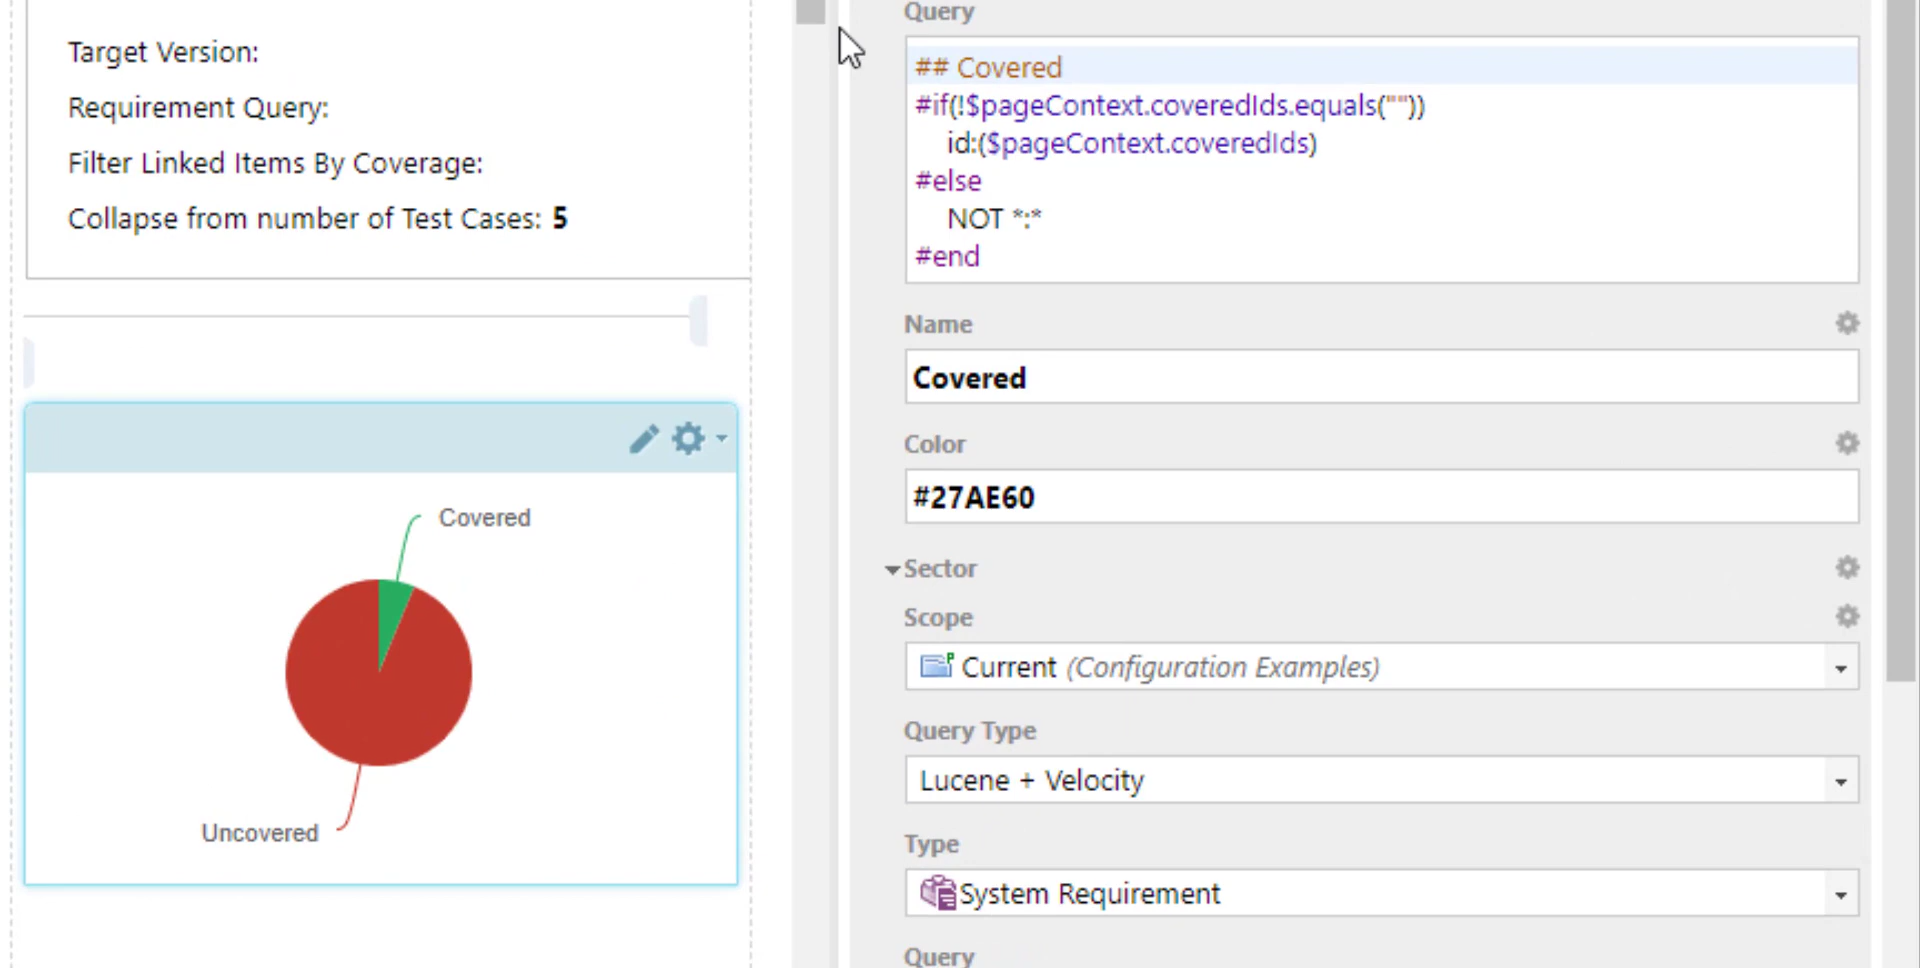 Target Version:
Requirement Query:
Filter Linked Items By Coverage:
Collapse from number of Test Cases: 5
Covered
Uncovered
Query
## Covered
#if(!$pageContext.coveredIds.equals(""))
id:($pageContext.coveredIds)
#else
NOT *:*
#end
Name
Covered
Color
#27AE60
Sector
Scope
Current (Configuration Examples)
Query Type
Lucene + Velocity
Type
System Requirement
Query